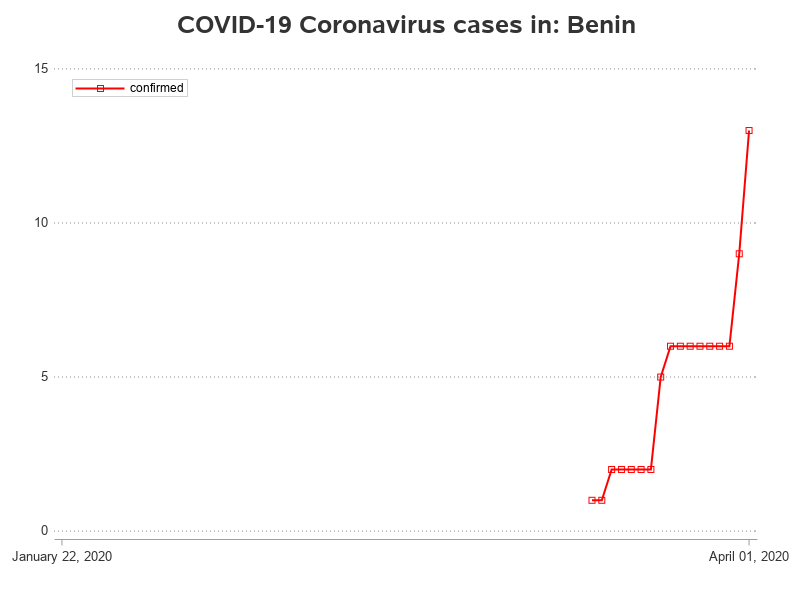 COVID-19 Coronavirus cases in: Benin
15
confirmed
10
5
0
January 22, 2020
April 01, 2020